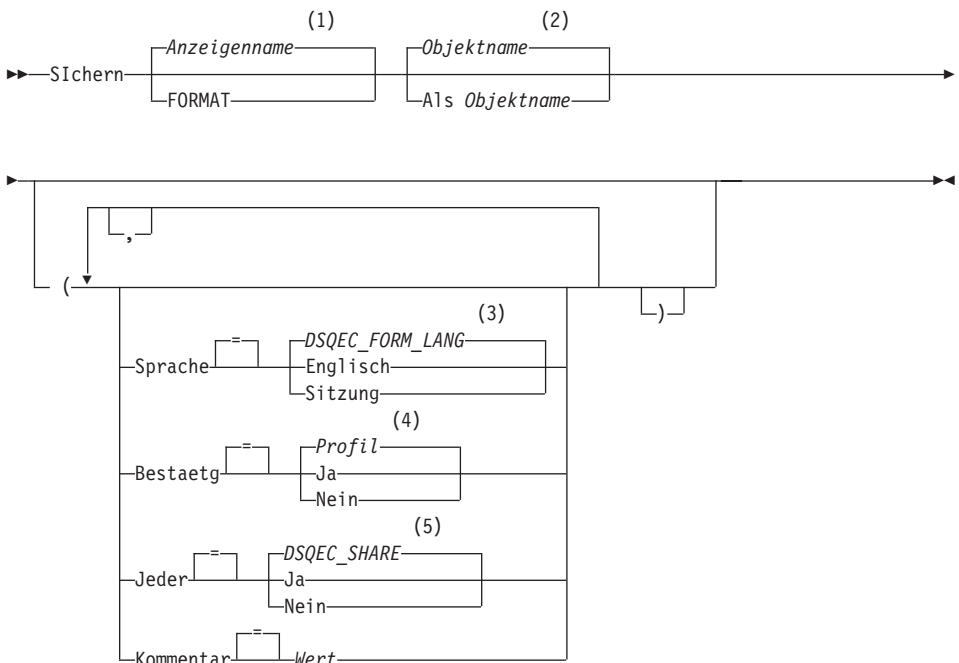 (1) (2)
Anzeigenname Objektname
SIchern
FORMAT Als Objektname
,
(
)
(3)
= DSQEC_FORM_LANG
Sprache Englisch
Sitzung
(4)
= Profil
Bestaetg Ja
Nein
(5)
= DSQEC_SHARE
Jeder Ja
Nein
=
Kommentar Wert